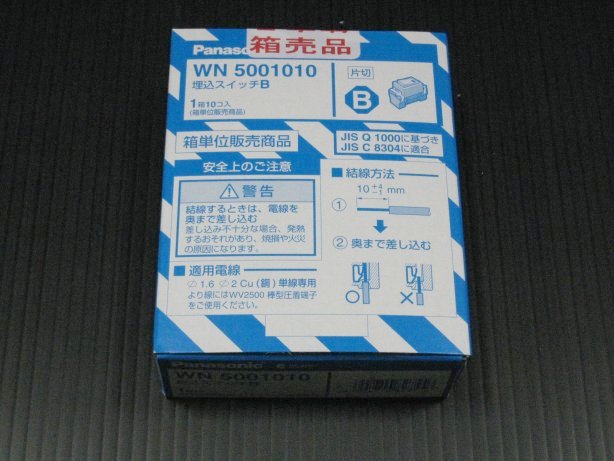 箱売品
Panasonic
WN 5001010
埋込スイッチB
1箱10コ入
(箱単位販売商品)
片切
B
箱単位販売商品
JIS Q 1000に基づき
JIS C 8304に適合
安全上のご注意
警告
結線するときは、電線を
奥まで差し込む
差し込み不十分な場合、発熱
するおそれがあり、焼損や火災
の原因になります。
■適用電線
∅1.6 ∅2 Cu(銅)単線専用
より線にはWV2500 棒型圧着端子
をご使用ください。
■結線方法
10 +4 -1 mm
①
②奥まで差し込む
○ ×
Panasonic
WN 5001010